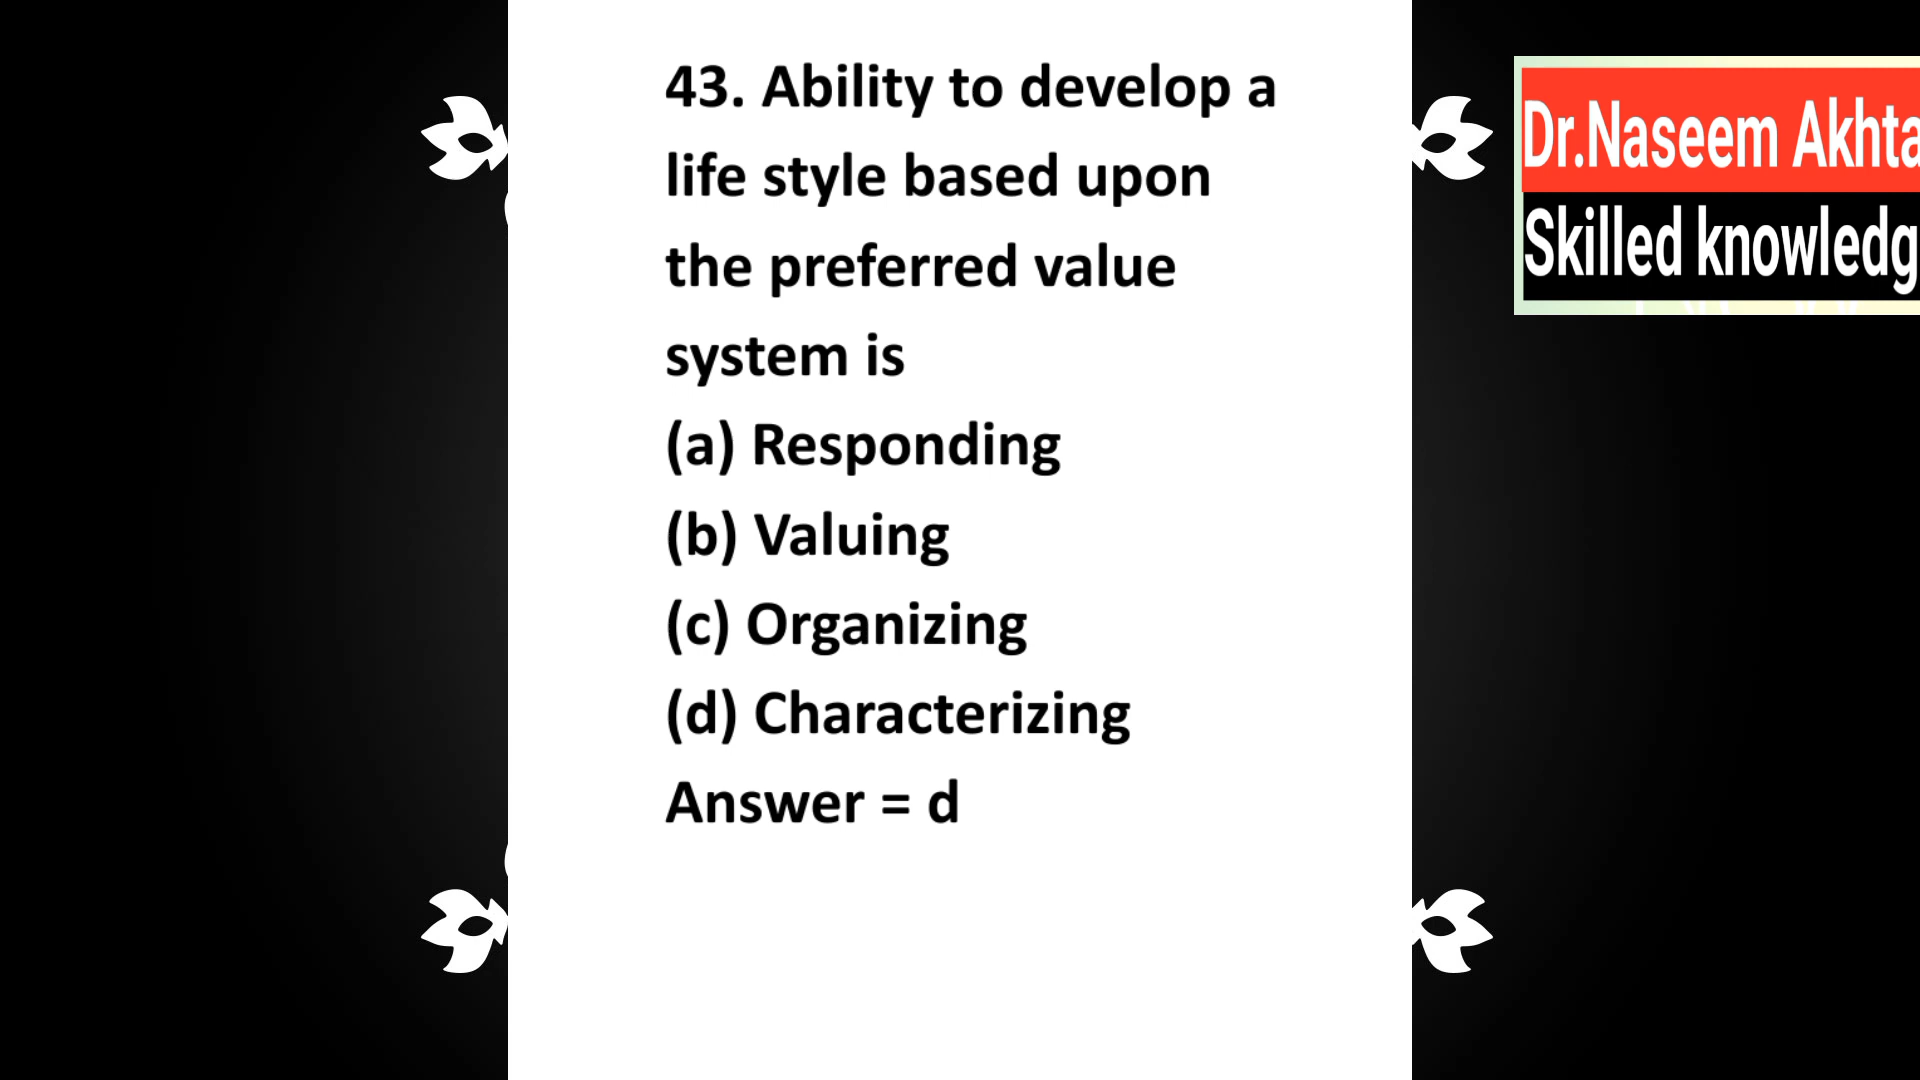 43. Ability to develop a
life style based upon
the preferred value
system is
(a) Responding
(b) Valuing
(c) Organizing
(d) Characterizing
Answer = d
Dr.Naseem Akhta
Skilled knowledg